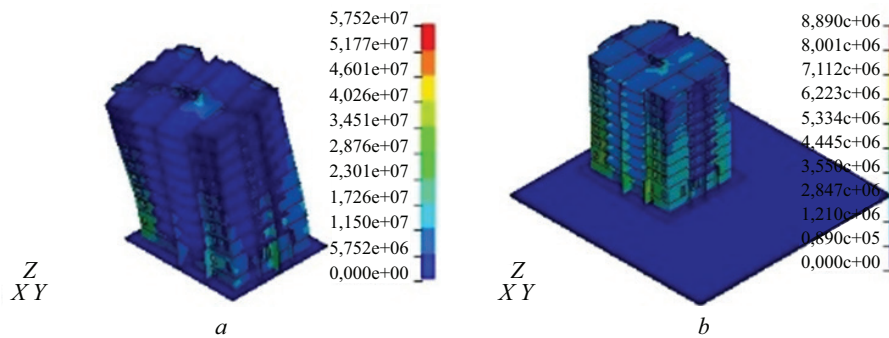 5,752e+07
5,177e+07
4,601e+07
4,026e+07
3,451e+07
2,876e+07
2,301e+07
1,726e+07
1,150e+07
5,752e+06
0,000e+00
Z
X Y
a
8,890c+06
8,001c+06
7,112c+06
6,223c+06
5,334c+06
4,445c+06
3,550c+06
2,847c+06
1,210c+06
0,890c+05
0,000c+00
Z
X Y
b